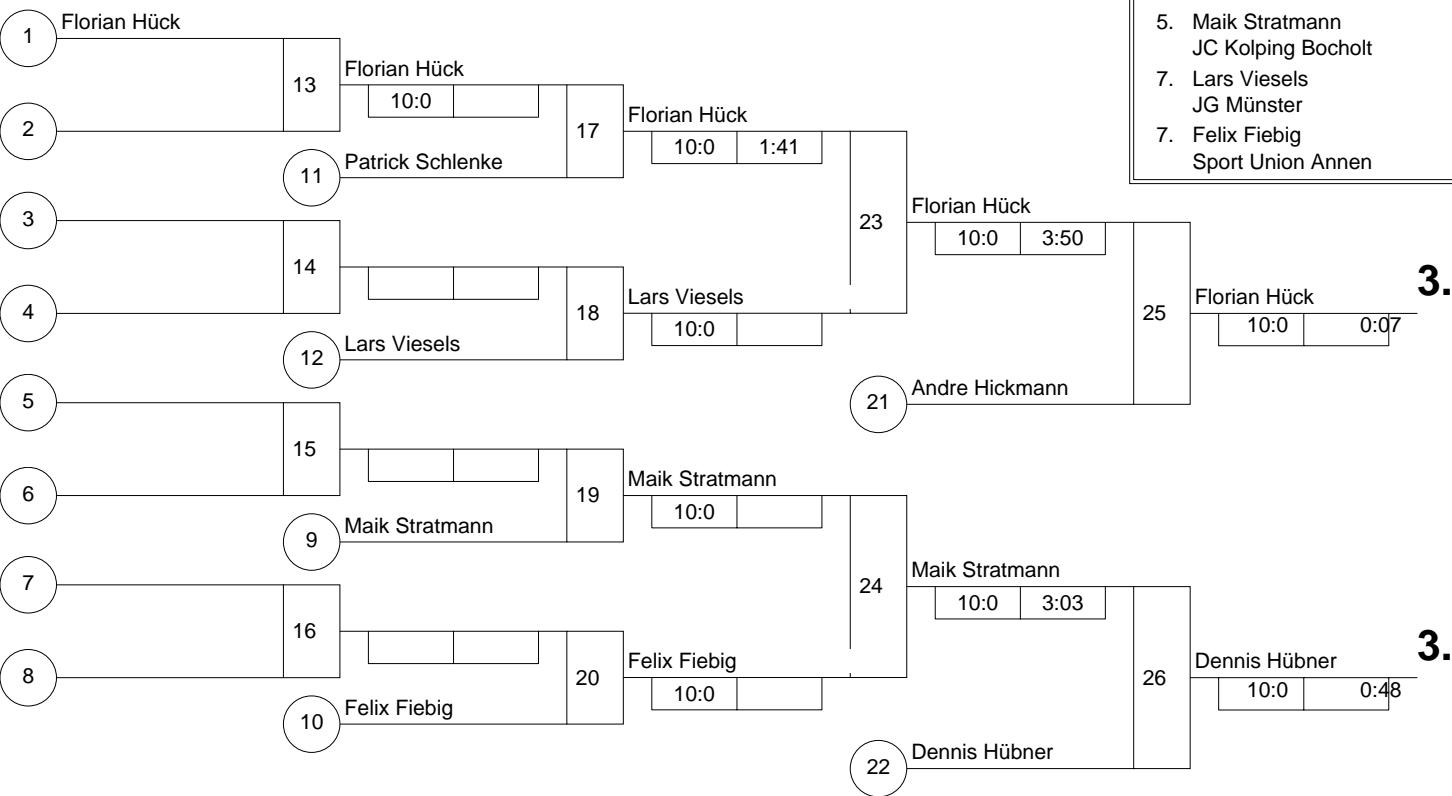 1 Florian Hück
13
Florian Hück
10:0
2
17
Florian Hück
10:0 1:41
11 Patrick Schlenke
3
23
Florian Hück
10:0 3:50
14
4
18
Lars Viesels
10:0
12 Lars Viesels
25
Florian Hück
10:0 0:07
3.
21 Andre Hickmann
5
15
6
19
Maik Stratmann
10:0
9 Maik Stratmann
7
24
Maik Stratmann
10:0 3:03
16
8
20
Felix Fiebig
10:0
10 Felix Fiebig
26
Dennis Hübner
10:0 0:48
3.
22 Dennis Hübner
5. Maik Stratmann
JC Kolping Bocholt
7. Lars Viesels
JG Münster
7. Felix Fiebig
Sport Union Annen